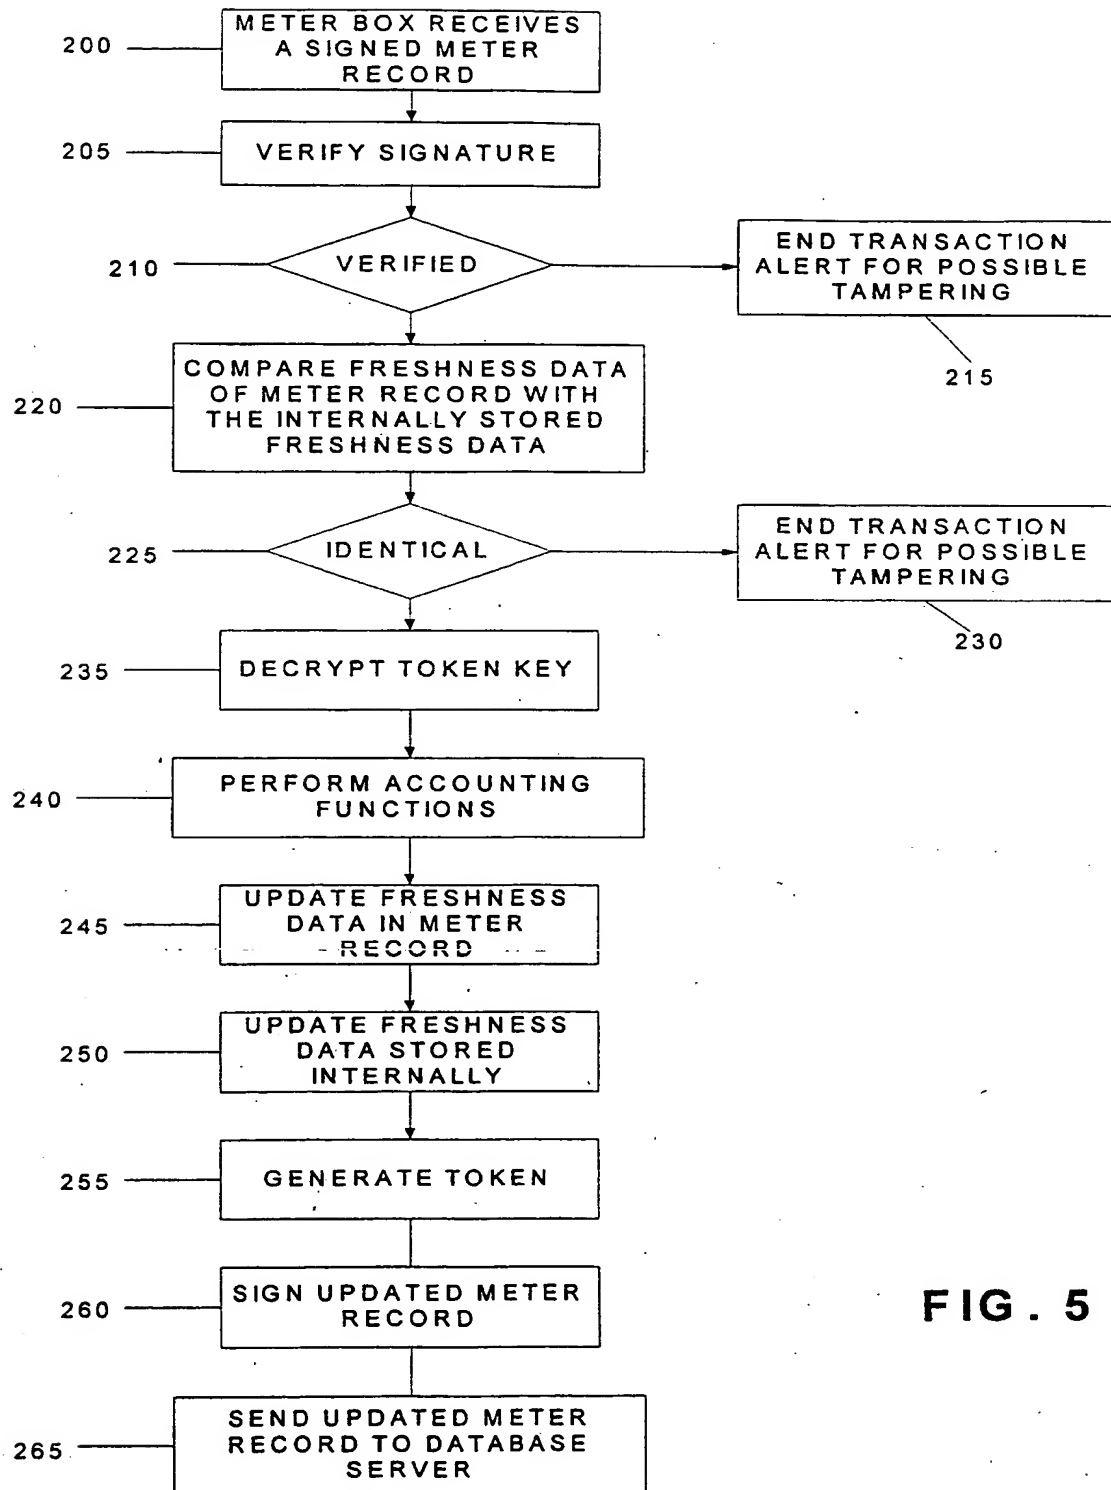 METER BOX RECEIVES
A SIGNED METER
RECORD
200
VERIFY SIGNATURE
205
VERIFIED
210
END TRANSACTION
ALERT FOR POSSIBLE
TAMPERING
215
COMPARE FRESHNESS DATA
OF METER RECORD WITH
THE INTERNALLY STORED
FRESHNESS DATA
220
IDENTICAL
225
END TRANSACTION
ALERT FOR POSSIBLE
TAMPERING
230
DECRYPT TOKEN KEY
235
PERFORM ACCOUNTING
FUNCTIONS
240
UPDATE FRESHNESS
DATA IN METER
RECORD
245
UPDATE FRESHNESS
DATA STORED
INTERNALLY
250
GENERATE TOKEN
255
SIGN UPDATED METER
RECORD
260
SEND UPDATED METER
RECORD TO DATABASE
SERVER
265
FIG. 5